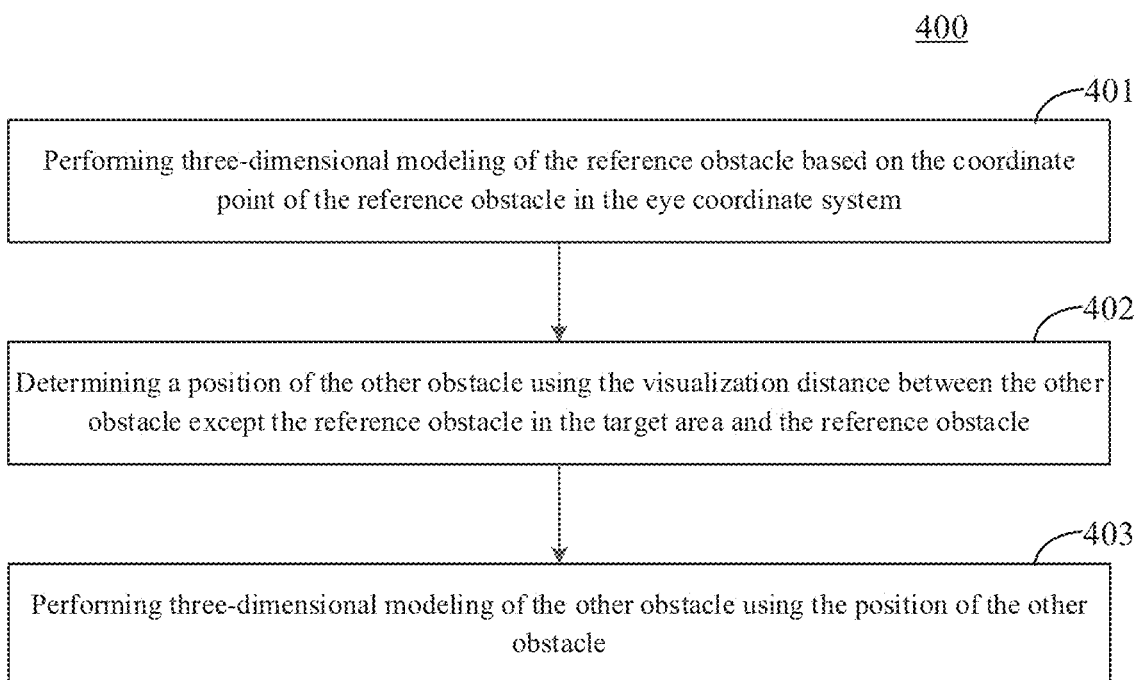 400
401
Performing three-dimensional modeling of the reference obstacle based on the coordinate
point of the reference obstacle in the eye coordinate system
402
Determining a position of the other obstacle using the visualization distance between the other
obstacle except the reference obstacle in the target area and the reference obstacle
403
Performing three-dimensional modeling of the other obstacle using the position of the other
obstacle